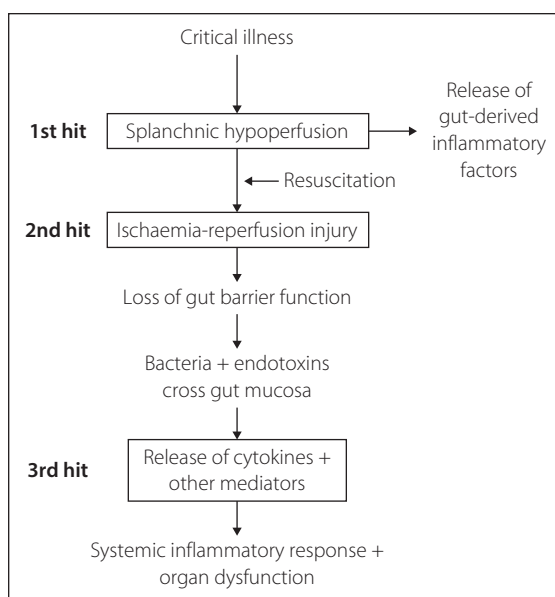 Critical illness
1st hit
Splanchnic hypoperfusion
Release of
gut-derived
inflammatory
factors
Resuscitation
2nd hit
Ischaemia-reperfusion injury
Loss of gut barrier function
Bacteria + endotoxins
cross gut mucosa
3rd hit
Release of cytokines +
other mediators
Systemic inflammatory response +
organ dysfunction